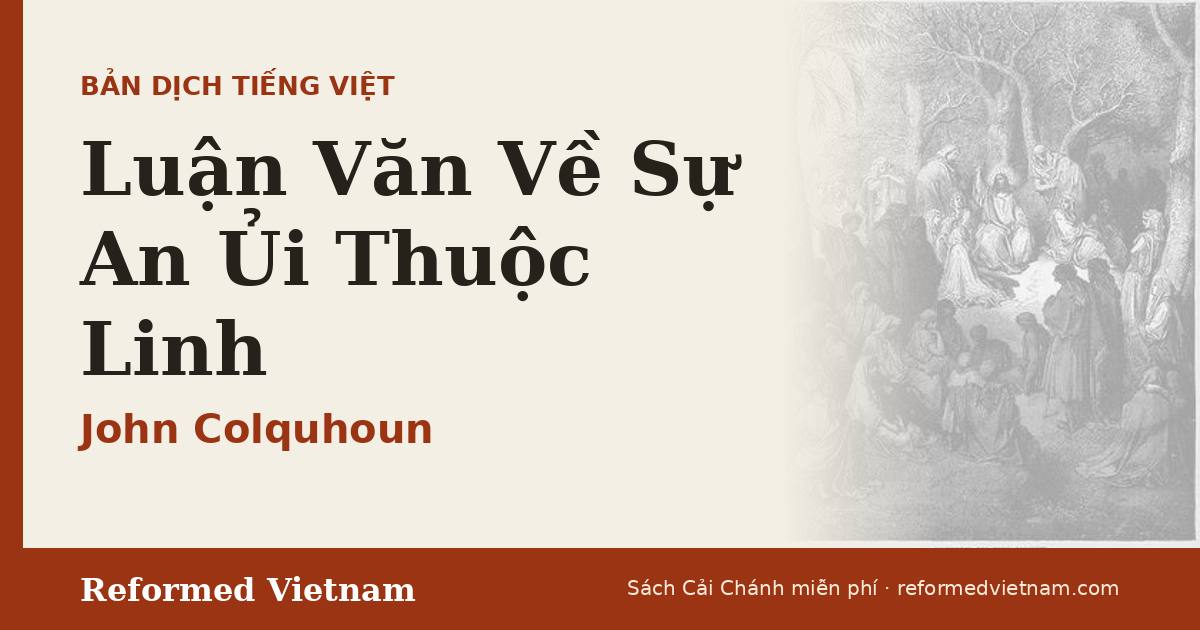 BẢN DỊCH TIẾNG VIỆT
Luận Văn Về Sự
An Ủi Thuộc
Linh
John Colquhoun
Reformed Vietnam
Sách Cải Chánh miễn phí · reformedvietnam.com